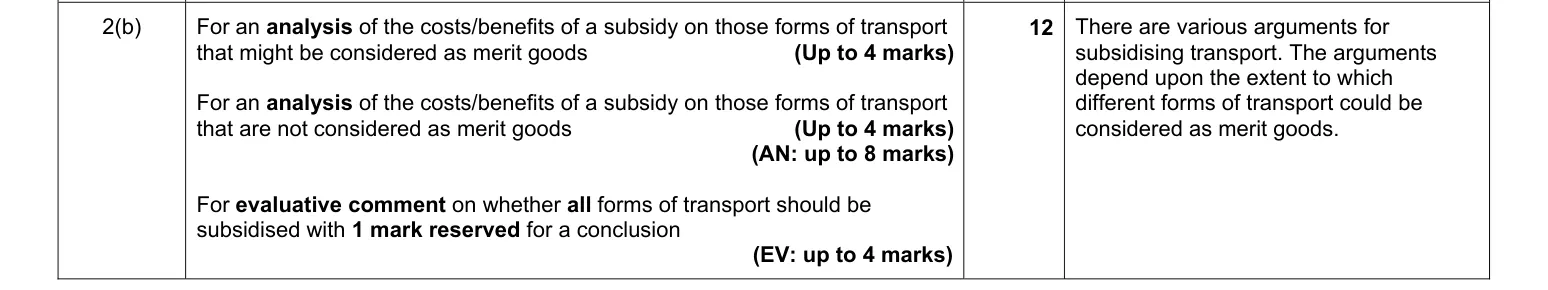 2(b)
For an analysis of the costs/benefits of a subsidy on those forms of transport
that might be considered as merit goods (Up to 4 marks)
For an analysis of the costs/benefits of a subsidy on those forms of transport
that are not considered as merit goods (Up to 4 marks)
(AN: up to 8 marks)
For evaluative comment on whether all forms of transport should be
subsidised with 1 mark reserved for a conclusion
(EV: up to 4 marks)
12
There are various arguments for
subsidising transport. The arguments
depend upon the extent to which
different forms of transport could be
considered as merit goods.